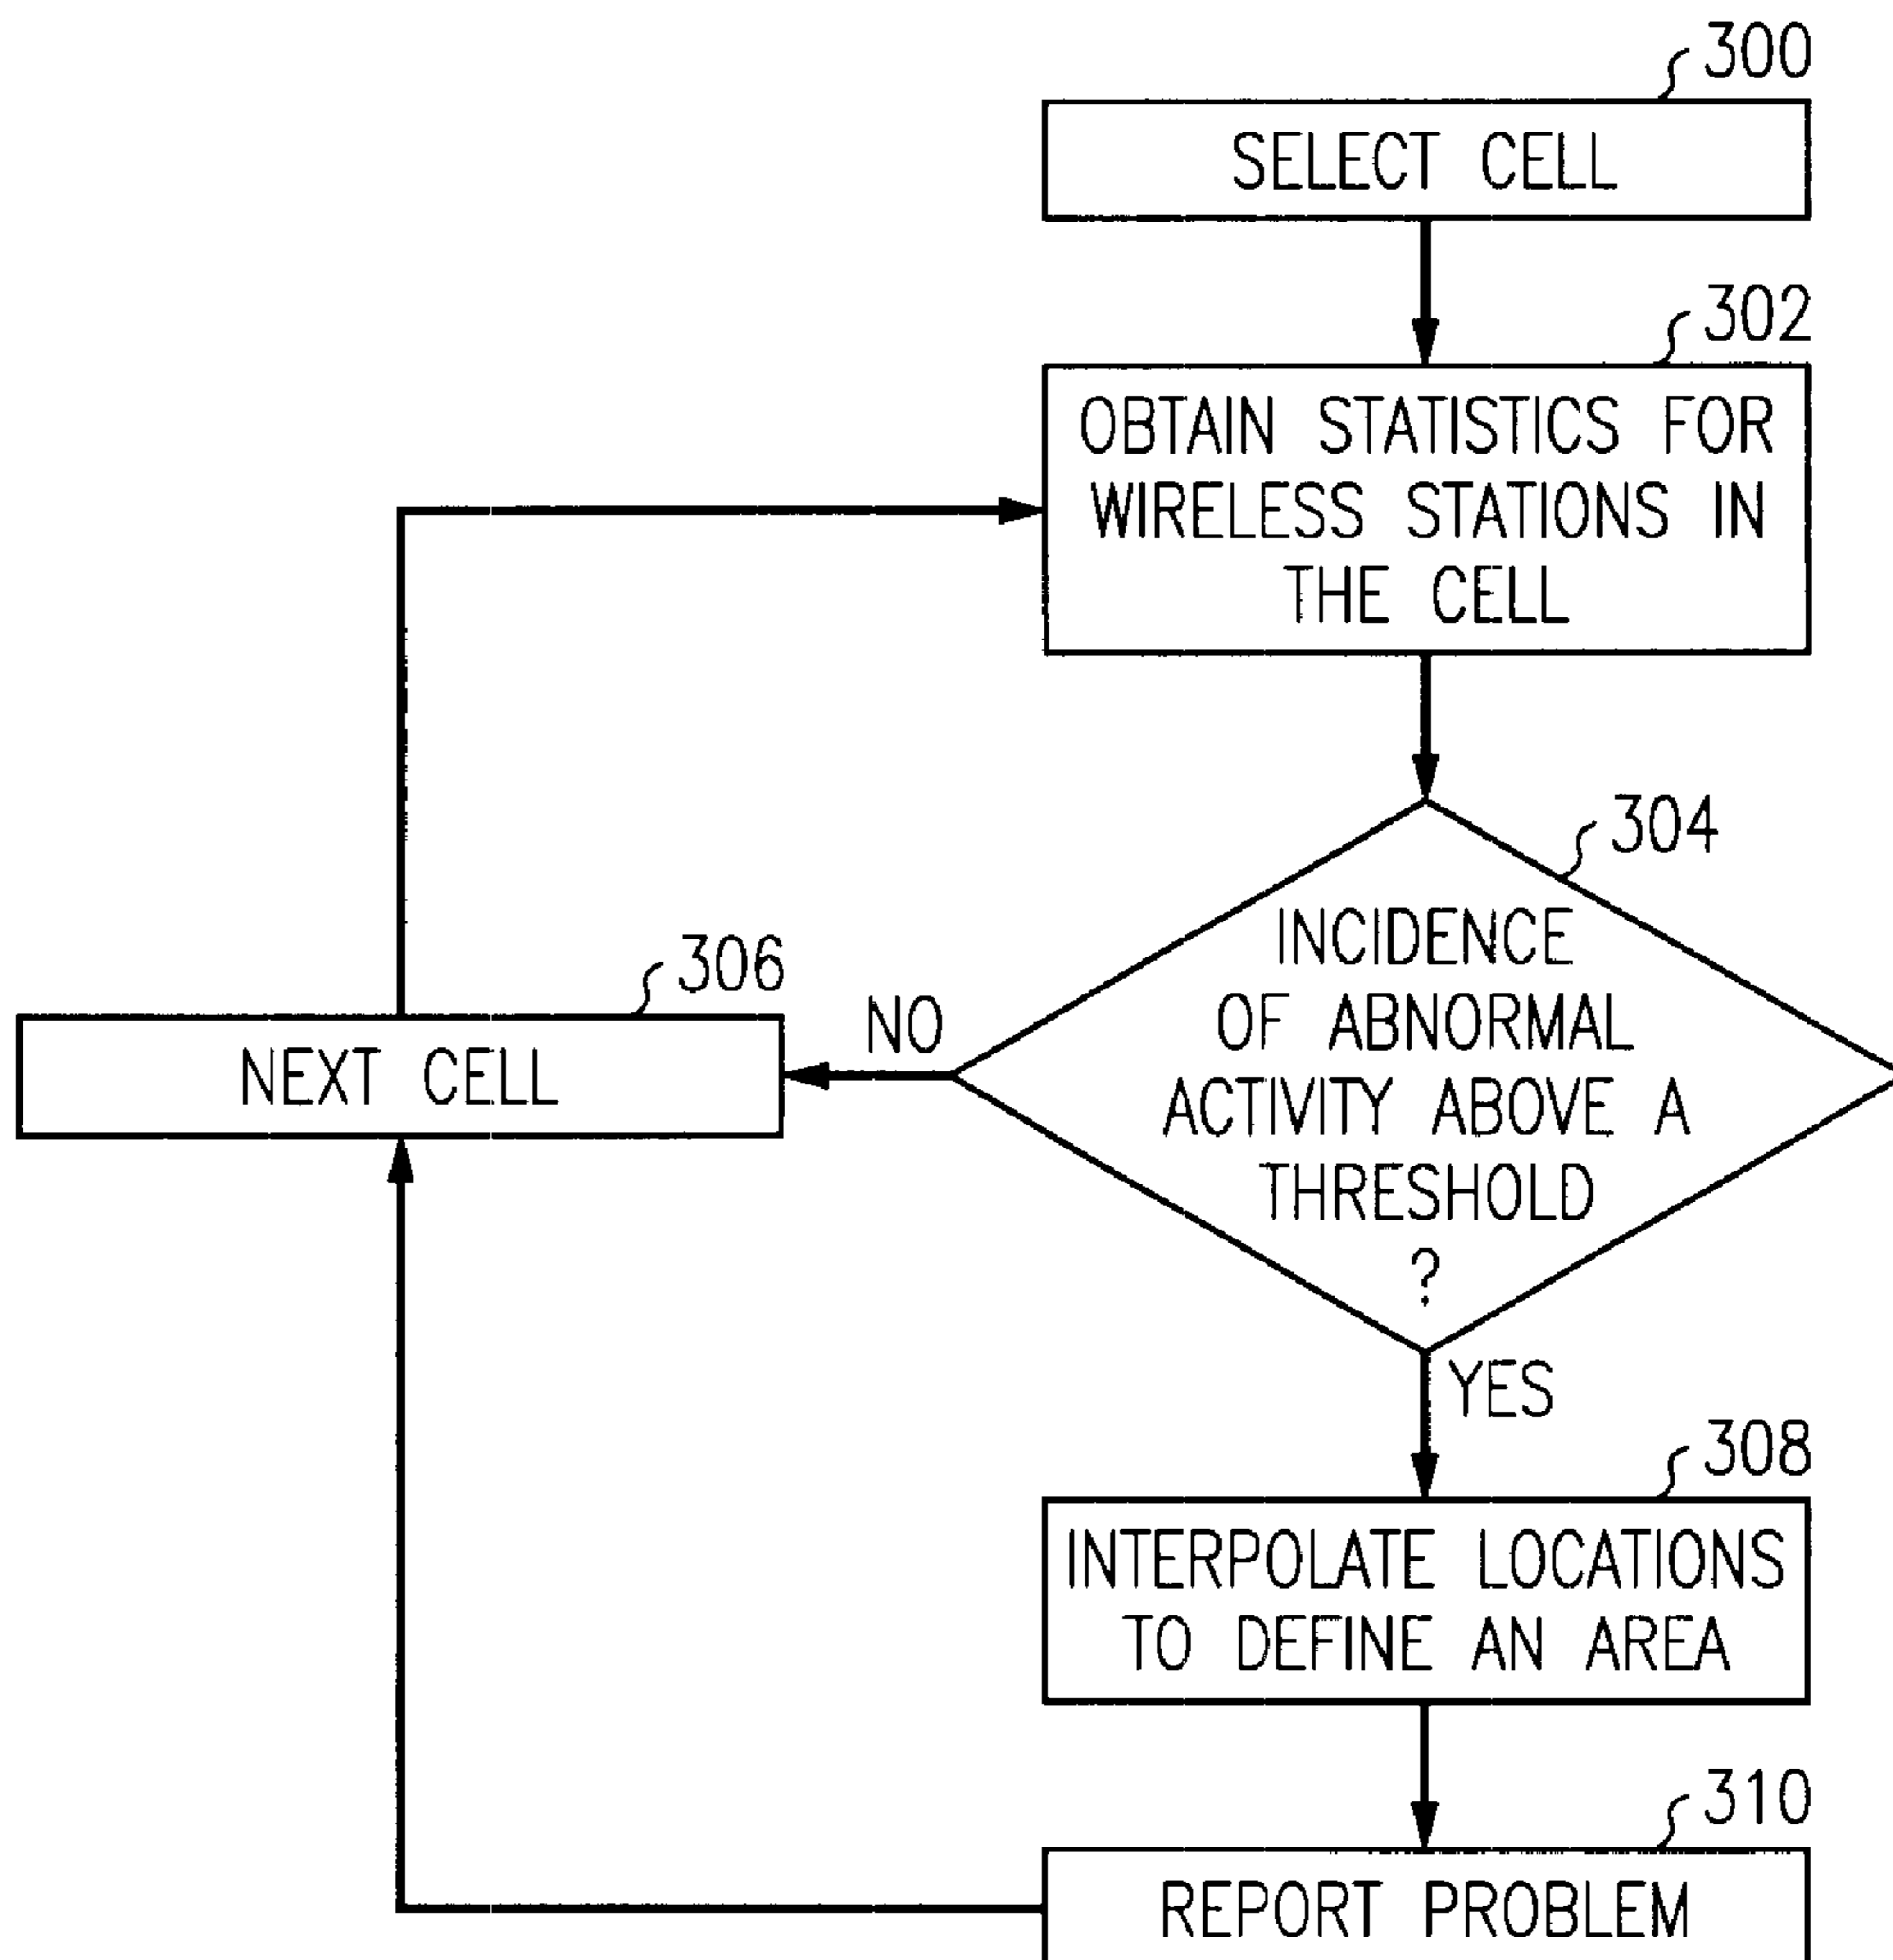 300
SELECT CELL
302
OBTAIN STATISTICS FOR
WIRELESS STATIONS IN
THE CELL
304
INCIDENCE
OF ABNORMAL
ACTIVITY ABOVE A
THRESHOLD
?
NO
306
NEXT CELL
YES
308
INTERPOLATE LOCATIONS
TO DEFINE AN AREA
310
REPORT PROBLEM